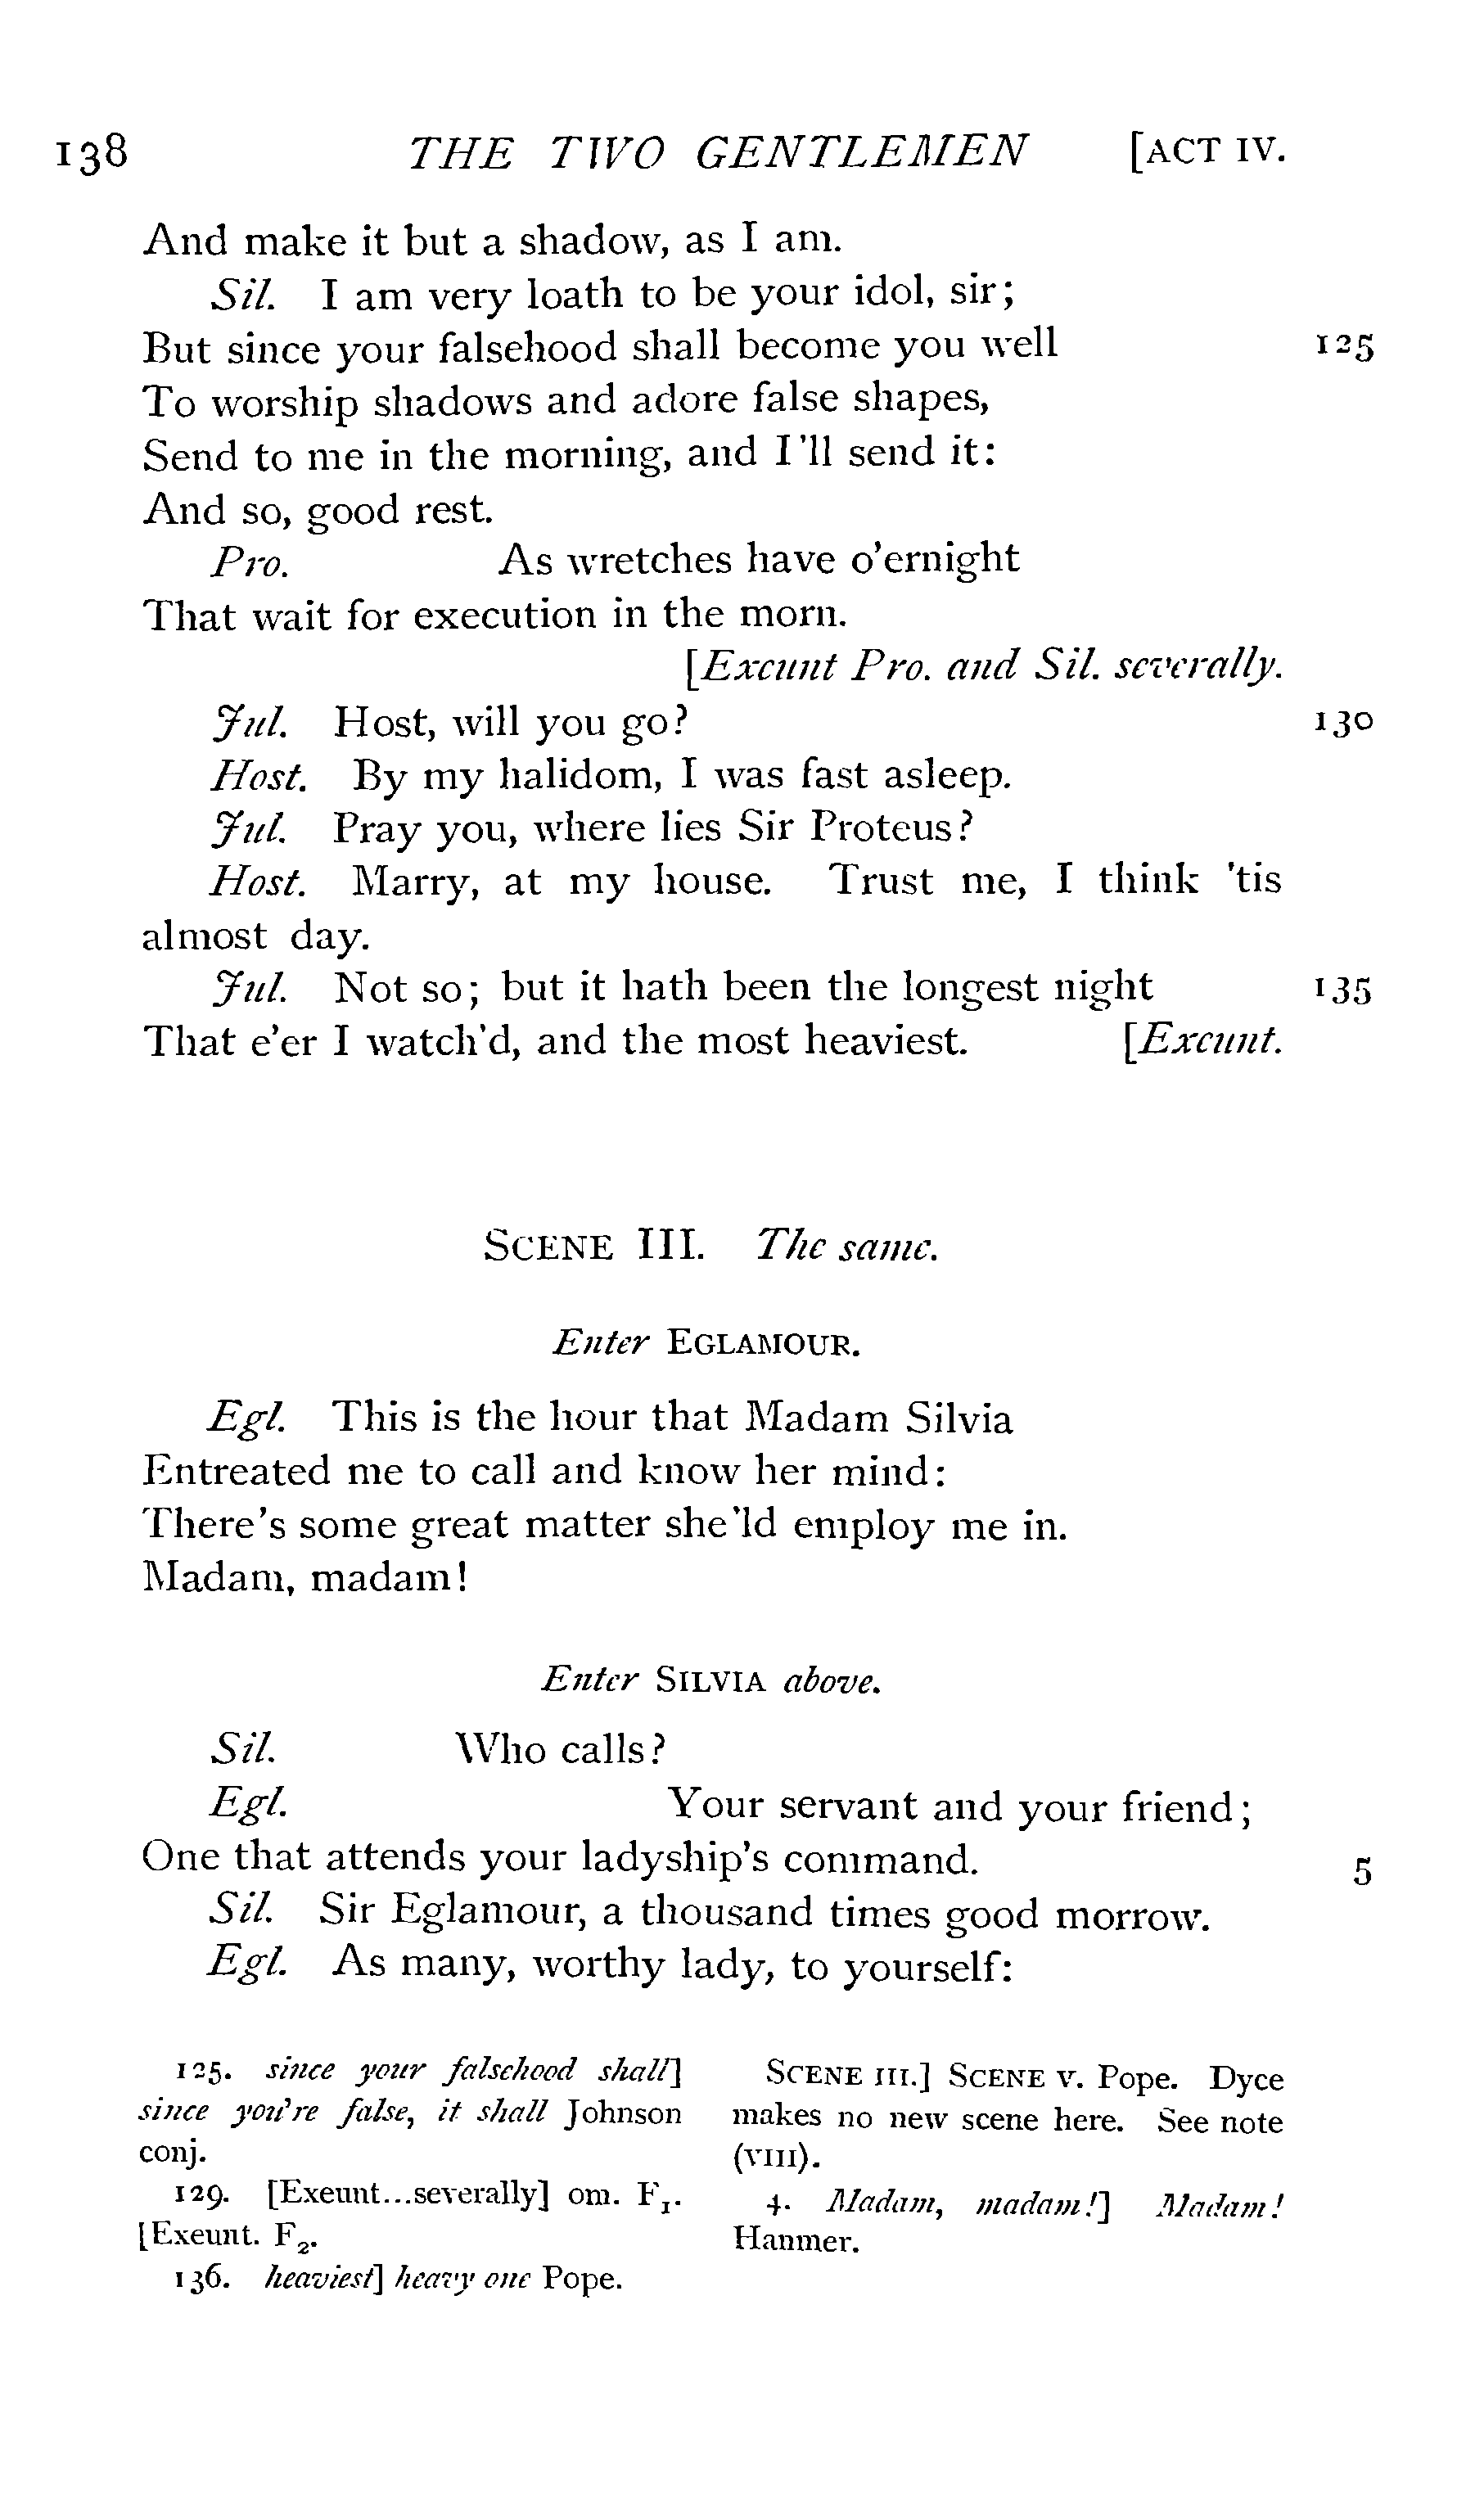 138 THE TWO GENTLEMEN [ACT IV.
And make it but a shadow, as I am.
Sil. I am very loath to be your idol, sir;
But since your falsehood shall become you well 125
To worship shadows and adore false shapes,
Send to me in the morning, and I'll send it:
And so, good rest.
Pro. As wretches have o'ernight
That wait for execution in the morn.
[Exeunt Pro. and Sil. severally.
Jul. Host, will you go? 130
Host. By my halidom, I was fast asleep.
Jul. Pray you, where lies Sir Proteus?
Host. Marry, at my house. Trust me, I think 'tis
almost day.
Jul. Not so; but it hath been the longest night 135
That e'er I watch'd, and the most heaviest. [Exeunt.
SCENE III. The same.
Enter EGLAMOUR.
Egl. This is the hour that Madam Silvia
Entreated me to call and know her mind:
There's some great matter she'ld employ me in.
Madam, madam!
Enter SILVIA above.
Sil. Who calls?
Egl. Your servant and your friend;
One that attends your ladyship's command. 5
Sil. Sir Eglamour, a thousand times good morrow.
Egl. As many, worthy lady, to yourself:
125. since your falsehood shall]
since you're false, it shall Johnson
conj.
129. [Exeunt...severally] om. F1.
[Exeunt. F2.
136. heaviest] heavy one Pope.
SCENE III.] SCENE V. Pope. Dyce
makes no new scene here. See note
(VIII).
4. Madam, madam!] Madam!
Hanmer.